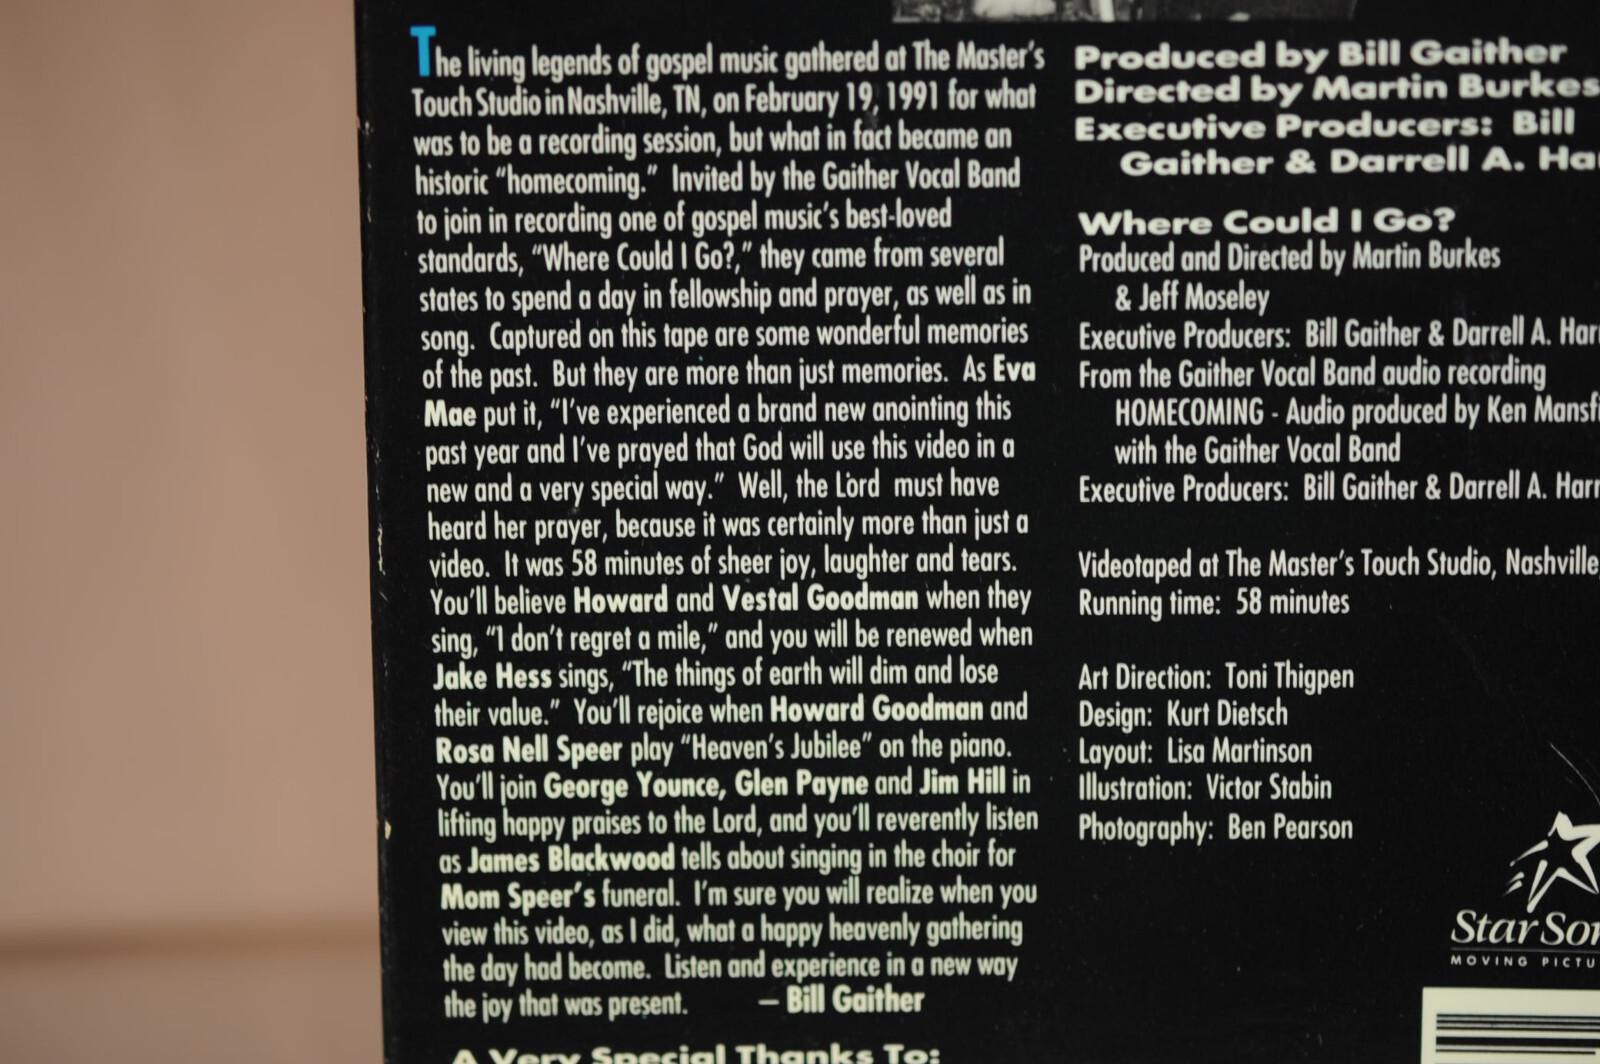 The living legends of gospel music gathered at The Master's
Touch Studio in Nashville, TN, on February 19, 1991 for what
was to be a recording session, but what in fact became an
historic "homecoming."  Invited by the Gaither Vocal Band
to join in recording one of gospel music's best-loved
standards, "Where Could I Go?," they came from several
states to spend a day in fellowship and prayer, as well as in
song.  Captured on this tape are some wonderful memories
of the past.  But they are more than just memories.  As Eva
Mae put it, "I've experienced a brand new anointing this
past year and I've prayed that God will use this video in a
new and a very special way."  Well, the Lord  must have
heard her prayer, because it was certainly more than just a
video.  It was 58 minutes of sheer joy, laughter and tears.
You'll believe Howard and Vestal Goodman when they
sing, "I don't regret a mile," and you will be renewed when
Jake Hess sings, "The things of earth will dim and lose
their value."  You'll rejoice when Howard Goodman and
Rosa Nell Speer play "Heaven's Jubilee" on the piano.
You'll join George Younce, Glen Payne and Jim Hill in
lifting happy praises to the Lord, and you'll reverently listen
as James Blackwood tells about singing in the choir for
Mom Speer's funeral.  I'm sure you will realize when you
view this video, as I did, what a happy heavenly gathering
the day had become.  Listen and experience in a new way
the joy that was present.  — Bill Gaither
A Very Special Thanks To:
Produced by Bill Gaither
Directed by Martin Burkes
Executive Producers:  Bill
Gaither & Darrell A.
Where Could I Go?
Produced and Directed by Martin Burkes
& Jeff Moseley
Executive Producers:  Bill Gaither & Darrell A.
From the Gaither Vocal Band audio recording
HOMECOMING - Audio produced by Ken
with the Gaither Vocal Band
Executive Producers:  Bill Gaither & Darrell A.
Videotaped at The Master's Touch Studio, Nashville,
Running time:  58 minutes
Art Direction:  Toni Thigpen
Design:  Kurt Dietsch
Layout:  Lisa Martinson
Illustration:  Victor Stabin
Photography:  Ben Pearson
Star
MOVING